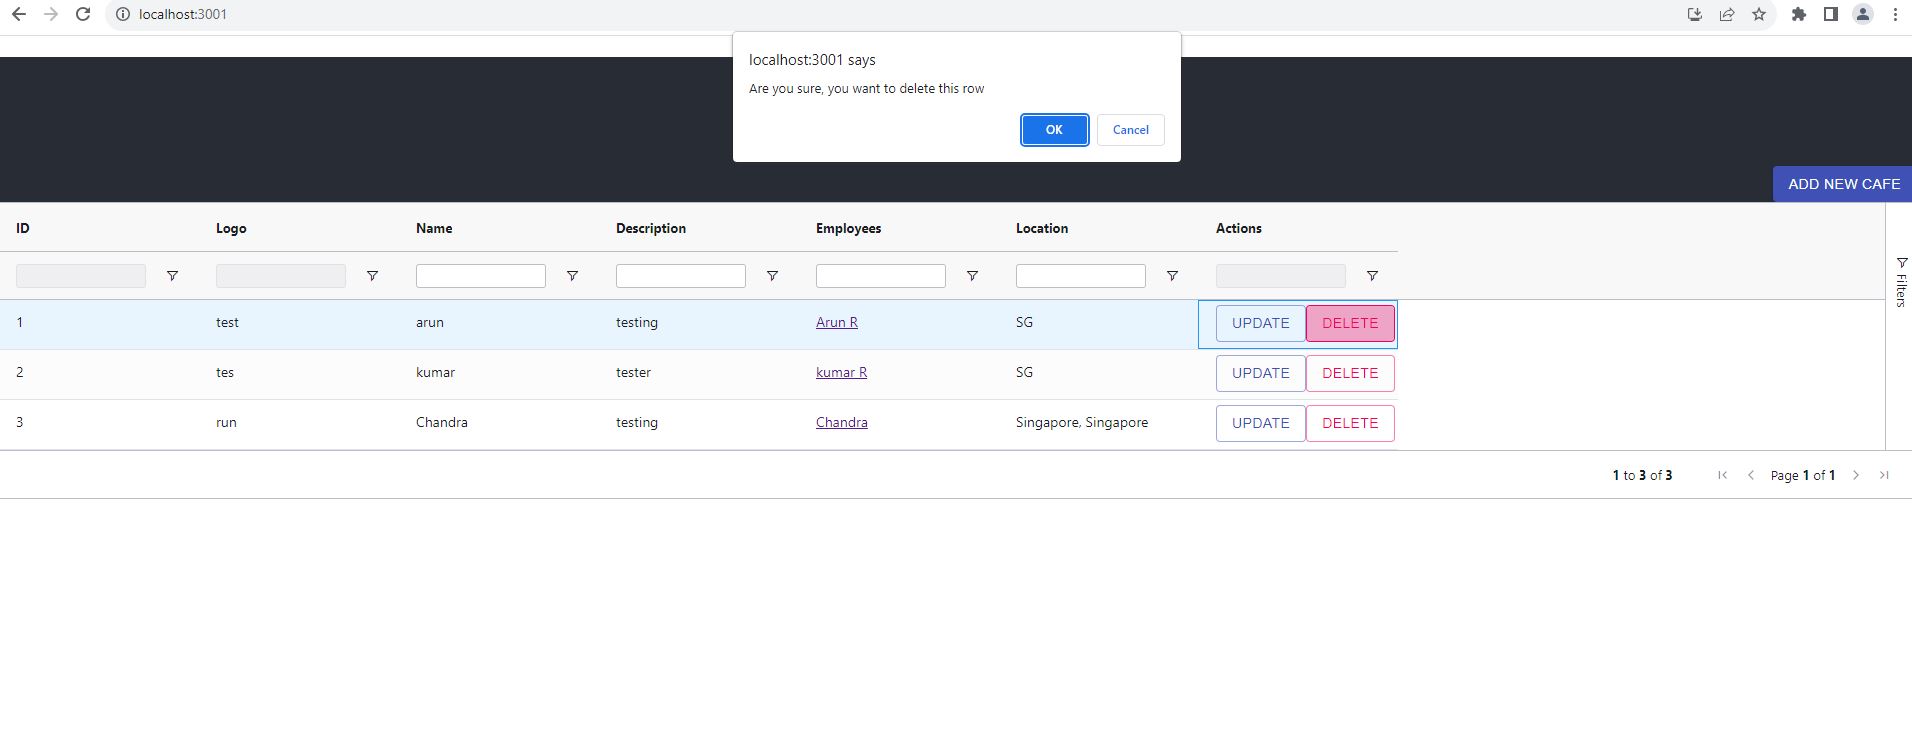 localhost:3001
localhost:3001 says
Are you sure, you want to delete this row
OK Cancel
ADD NEW CAFE
ID Logo Name Description Employees Location Actions
Filters
1 test arun testing Arun R SG UPDATE DELETE
2 tes kumar tester kumar R SG UPDATE DELETE
3 run Chandra testing Chandra Singapore, Singapore UPDATE DELETE
1 to 3 of 3 Page 1 of 1